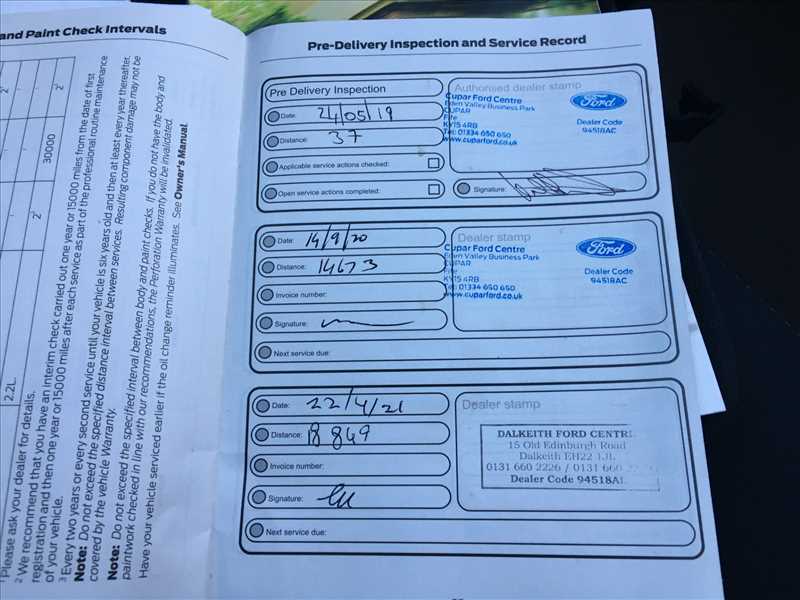 and Paint Check Intervals
2
30000
2
2
2.2L
1 Please ask your dealer for details.
2 We recommend that you have an interim check carried out one year or 15000 miles from the date of first
registration and then one year or 15000 miles after each service as part of the professional routine maintenance
of your vehicle.
3 Every two years or every second service until your vehicle is six years old and then at least every year thereafter.
Note: Do not exceed the specified distance interval between services. Resulting component damage may not be
covered by the vehicle Warranty.
Note: Do not exceed the specified interval between body and paint checks. If you do not have the body and
paintwork checked in line with our recommendations, the Perforation Warranty will be invalidated.
Have your vehicle serviced earlier if the oil change reminder illuminates. See Owner's Manual.
Pre-Delivery Inspection and Service Record
Pre Delivery Inspection
Date: 24/05/19
Distance: 37
Applicable service actions checked:
Open service actions completed:
Authorised dealer stamp
Cupar Ford Centre
Eden Valley Business Park
CUPAR
Fife
KY15 4RB
Tel: 01334 650 650
www.cuparford.co.uk
Ford
Dealer Code
94518AC
Signature:
Date: 14/9/20
Distance: 14673
Invoice number:
Signature:
Next service due:
Dealer stamp
Cupar Ford Centre
Eden Valley Business Park
CUPAR
Fife
KY15 4RB
Tel: 01334 650 650
www.cuparford.co.uk
Ford
Dealer Code
94518AC
Date: 22/4/21
Distance: 18849
Invoice number:
Signature:
Next service due:
Dealer stamp
DALKEITH FORD CENTRE
15 Old Edinburgh Road
Dalkeith EH22 1JL
0131 660 2226 / 0131 660
Dealer Code 94518AL